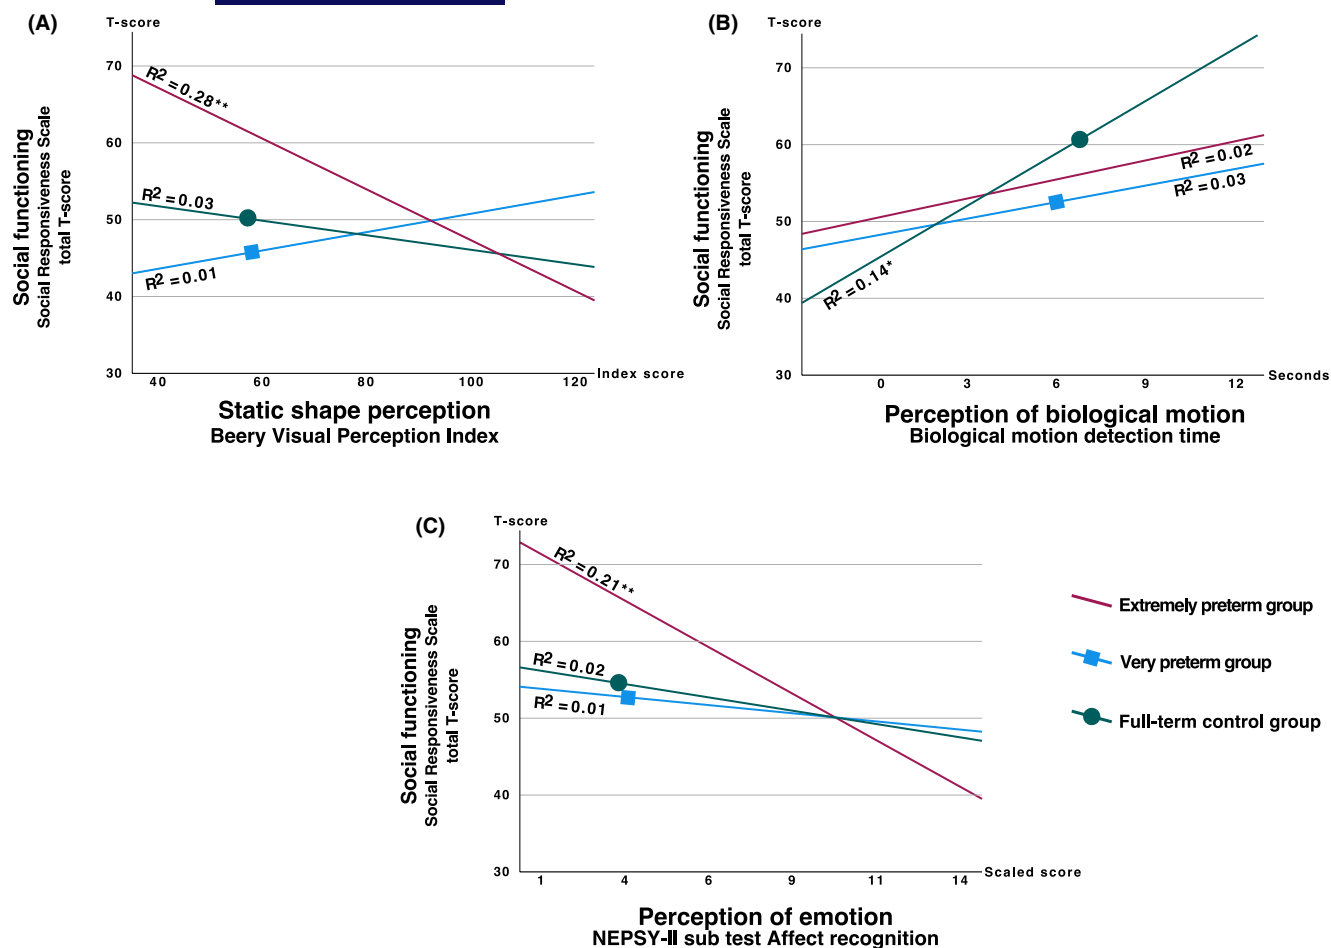 (A)
T-score
70
60
50
40
30
R2 =0.28**
R2 =0.03
R2 =0.01
Social functioning
Social Responsiveness Scale
total T-score
40 60 80 100 120 Index score
Static shape perception
Beery Visual Perception Index
(B)
T-score
70
60
50
40
30
R2 =0.02
R2 =0.03
R2 =0.14*
Social functioning
Social Responsiveness Scale
total T-score
0 3 6 9 12 Seconds
Perception of biological motion
Biological motion detection time
(C)
T-score
70
60
50
40
30
R2 =0.21**
R2 =0.02
R2 =0.01
Social functioning
Social Responsiveness Scale
total T-score
1 4 6 9 11 14 Scaled score
Perception of emotion
NEPSY-II sub test Affect recognition
Extremely preterm group
Very preterm group
Full-term control group